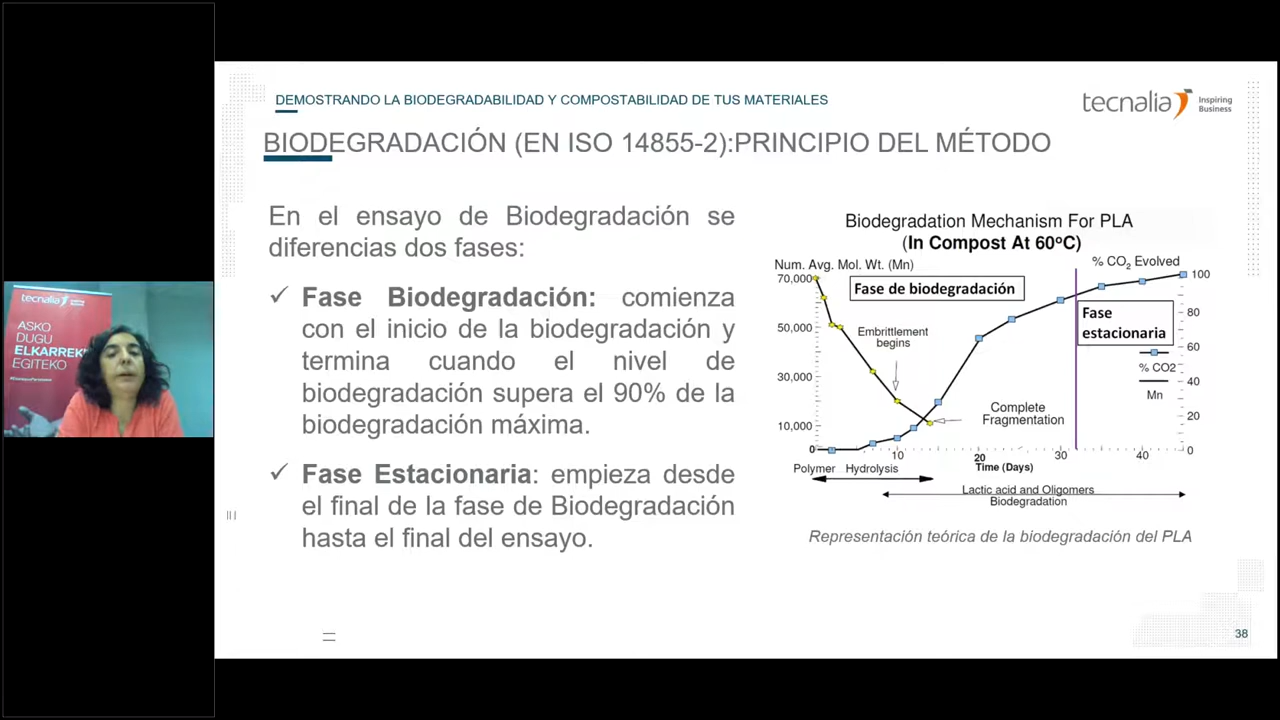 DEMOSTRANDO LA BIODEGRADABILIDAD Y COMPOSTABILIDAD DE TUS MATERIALES
tecnalia Inspiring Business
BIODEGRADACIÓN (EN ISO 14855-2):PRINCIPIO DEL MÉTODO
En el ensayo de Biodegradación se
diferencias dos fases:
✓ Fase Biodegradación: comienza
con el inicio de la biodegradación y
termina cuando el nivel de
biodegradación supera el 90% de la
biodegradación máxima.
✓ Fase Estacionaria: empieza desde
el final de la fase de Biodegradación
hasta el final del ensayo.
Biodegradation Mechanism For PLA
(In Compost At 60ºC)
Num. Avg. Mol. Wt. (Mn)
% CO2 Evolved
70,000
50,000
30,000
10,000
0
100
80
60
40
20
0
Fase de biodegradación
Fase
estacionaria
Embrittlement
begins
Complete
Fragmentation
% CO2
Mn
10
20
30
40
Time (Days)
Polymer Hydrolysis
Lactic acid and Oligomers
Biodegradation
Representación teórica de la biodegradación del PLA
38
tecnalia
ASKO
DUGU
ELKARREKI
EGITEKO